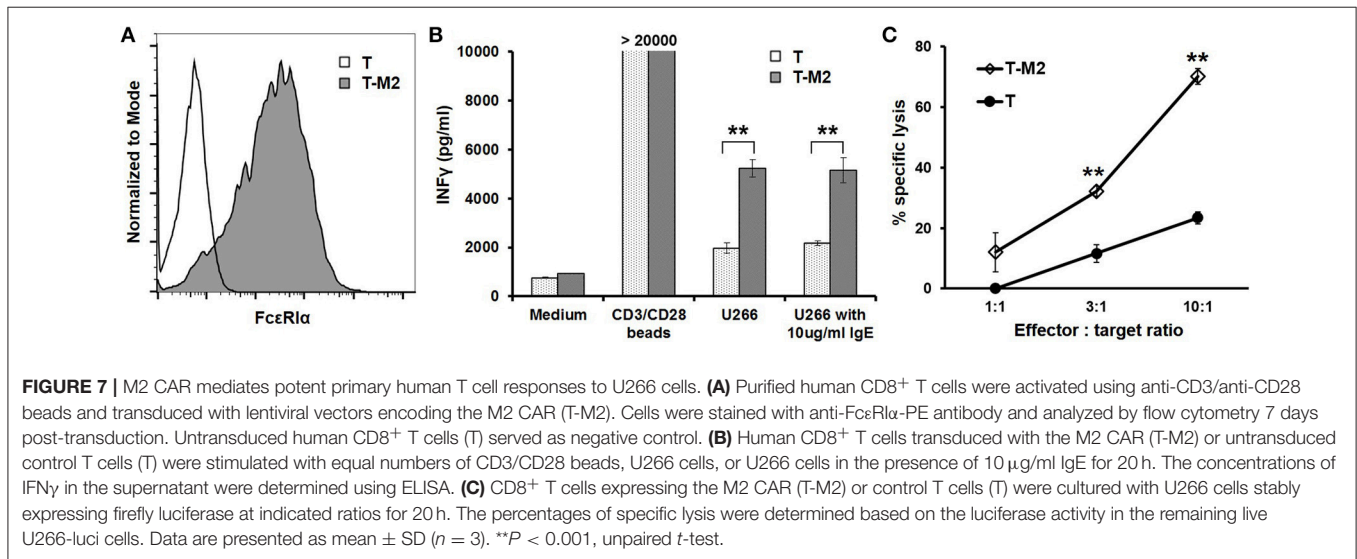 A
Normalized to Mode
T
T-M2
FcεRIα
B
INFγ (pg/ml)
10000
8000
6000
4000
2000
0
> 20000
T
T-M2
**
**
Medium
CD3/CD28
beads
U266
U266 with
10ug/ml IgE
C
% specific lysis
80
60
40
20
0
T-M2
T
**
**
1:1
3:1
10:1
Effector : target ratio
FIGURE 7 | M2 CAR mediates potent primary human T cell responses to U266 cells. (A) Purified human CD8+ T cells were activated using anti-CD3/anti-CD28
beads and transduced with lentiviral vectors encoding the M2 CAR (T-M2). Cells were stained with anti-FcεRIα-PE antibody and analyzed by flow cytometry 7 days
post-transduction. Untransduced human CD8+ T cells (T) served as negative control. (B) Human CD8+ T cells transduced with the M2 CAR (T-M2) or untransduced
control T cells (T) were stimulated with equal numbers of CD3/CD28 beads, U266 cells, or U266 cells in the presence of 10 μg/ml IgE for 20 h. The concentrations of
IFNγ in the supernatant were determined using ELISA. (C) CD8+ T cells expressing the M2 CAR (T-M2) or control T cells (T) were cultured with U266 cells stably
expressing firefly luciferase at indicated ratios for 20 h. The percentages of specific lysis were determined based on the luciferase activity in the remaining live
U266-luci cells. Data are presented as mean ± SD (n = 3). **P < 0.001, unpaired t-test.